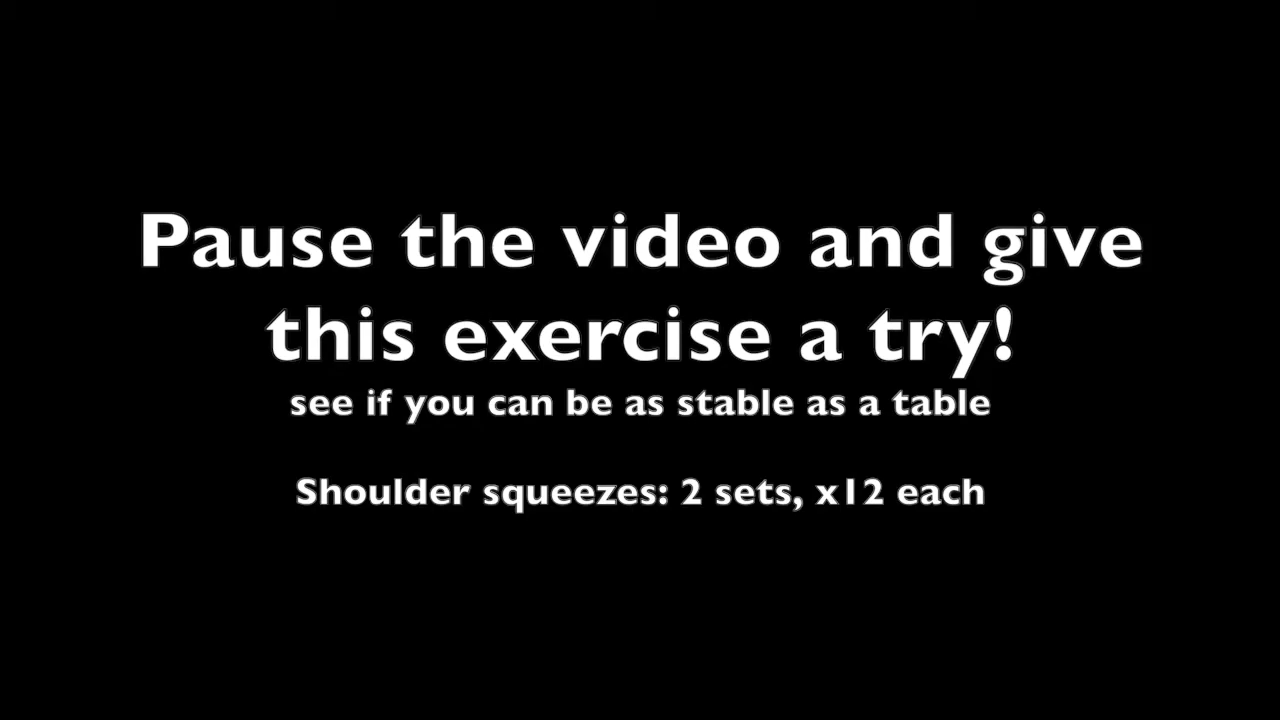 Pause the video and give
this exercise a try!
see if you can be as stable as a table
Shoulder squeezes: 2 sets, x12 each